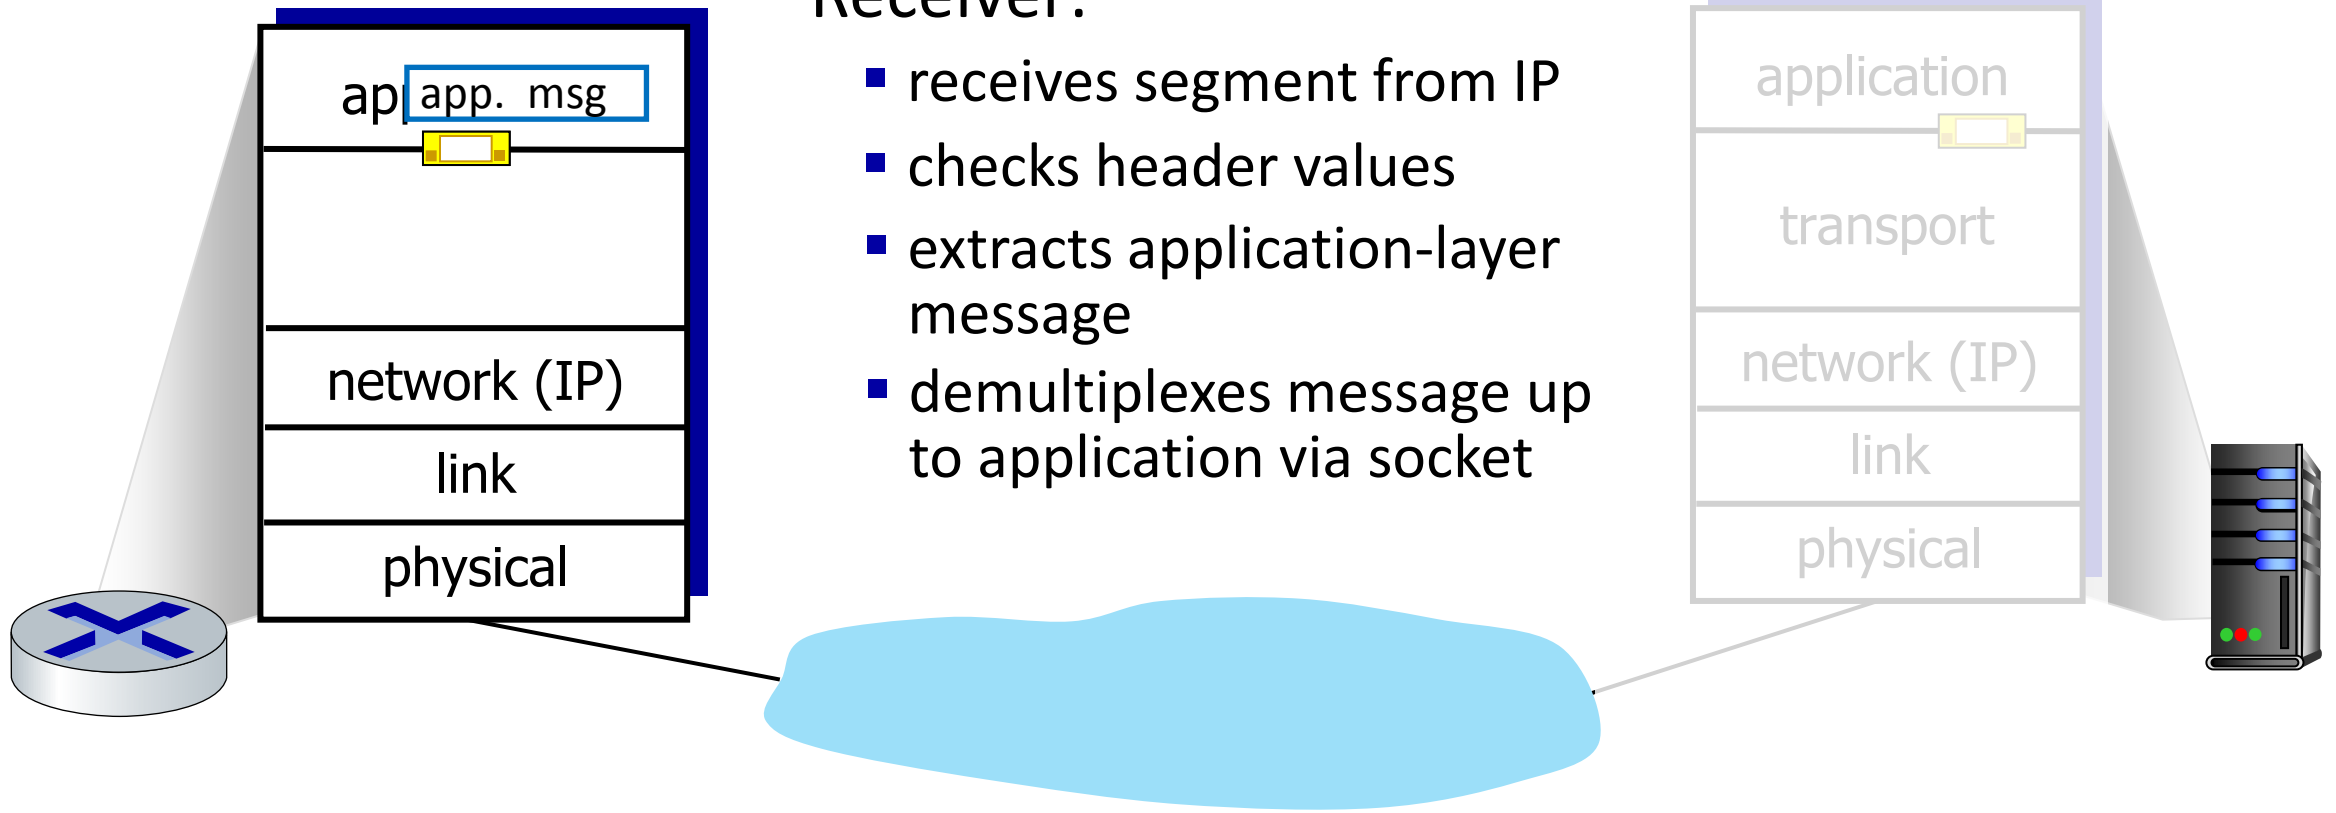 Receiver:
app. msg
network (IP)
link
physical
receives segment from IP
checks header values
extracts application-layer
message
demultiplexes message up
to application via socket
application
transport
network (IP)
link
physical